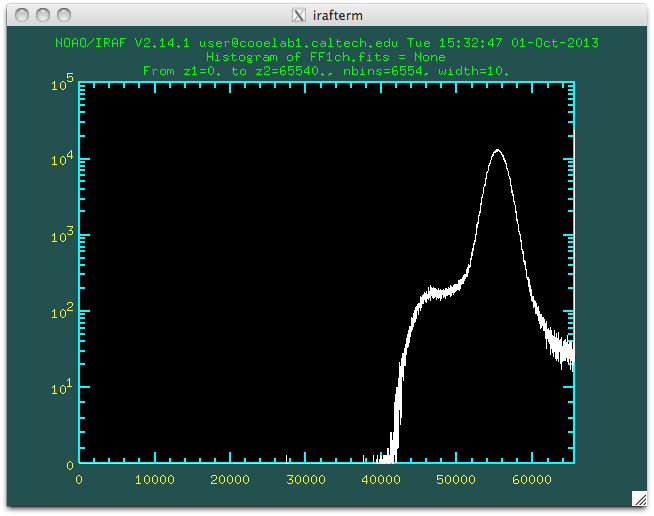 irafterm
NOAO/IRAF V2.14.1 user@cooelab1.caltech.edu Tue 15:32:47 01-Oct-2013
Histogram of FF1ch.fits = None
From z1=0. to z2=65540., nbins=6554, width=10.
10^5
10^4
10^3
10^2
10^1
0
0 10000 20000 30000 40000 50000 60000